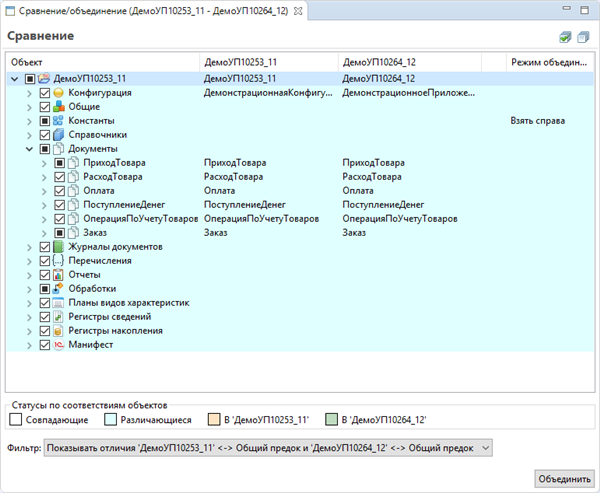 Сравнение/объединение (ДемоУП10253_11 - ДемоУП10264_12)
Сравнение
Объект ДемоУП10253_11 ДемоУП10264_12 Режим объедин...
ДемоУП10253_11 ДемоУП10253_11 ДемоУП10264_12
Конфигурация ДемонстрационнаяКонфигу... ДемонстрационноеПриложе...
Общие
Константы Взять справа
Справочники
Документы
ПриходТовара ПриходТовара ПриходТовара
РасходТовара РасходТовара РасходТовара
Оплата Оплата Оплата
ПоступлениеДенег ПоступлениеДенег ПоступлениеДенег
ОперацияПоУчетуТоваров ОперацияПоУчетуТоваров ОперацияПоУчетуТоваров
Заказ Заказ Заказ
Журналы документов
Перечисления
Отчеты
Обработки
Планы видов характеристик
Регистры сведений
Регистры накопления
Манифест
Статусы по соответствиям объектов
Совпадающие Различающиеся В 'ДемоУП10253_11' В 'ДемоУП10264_12'
Фильтр: Показывать отличия 'ДемоУП10253_11' <-> Общий предок и 'ДемоУП10264_12' <-> Общий предок
Объединить